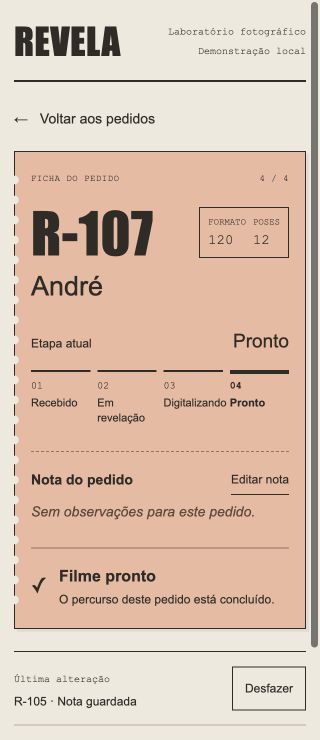 REVELA
Laboratório fotográfico
Demonstração local
← Voltar aos pedidos
FICHA DO PEDIDO
4 / 4
R-107
FORMATO POSES
120 12
André
Etapa atual
Pronto
01 02 03 04
Recebido Em revelação Digitalizando Pronto
Nota do pedido
Editar nota
Sem observações para este pedido.
✓ Filme pronto
O percurso deste pedido está concluído.
Última alteração
R-105 · Nota guardada
Desfazer